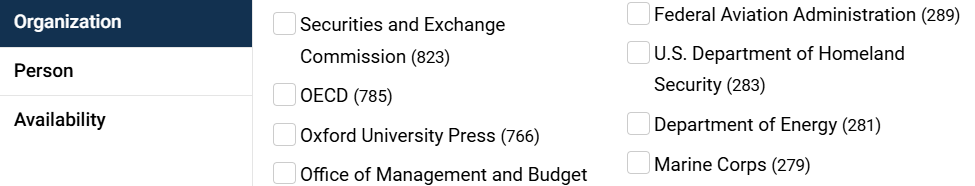 Organization
Person
Availability
Securities and Exchange
Commission (823)
OECD (785)
Oxford University Press (766)
Office of Management and Budget
Federal Aviation Administration (289)
U.S. Department of Homeland
Security (283)
Department of Energy (281)
Marine Corps (279)